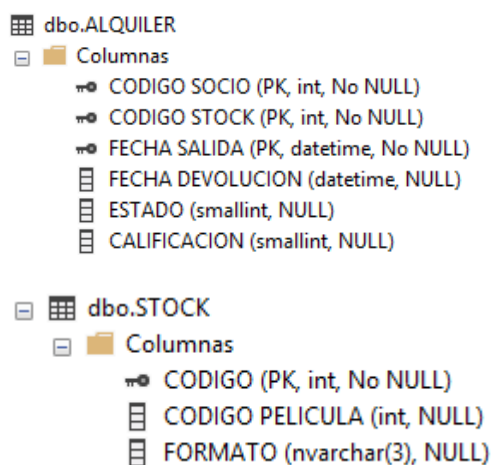 dbo.ALQUILER
Columnas
CODIGO SOCIO (PK, int, No NULL)
CODIGO STOCK (PK, int, No NULL)
FECHA SALIDA (PK, datetime, No NULL)
FECHA DEVOLUCION (datetime, NULL)
ESTADO (smallint, NULL)
CALIFICACION (smallint, NULL)
dbo.STOCK
Columnas
CODIGO (PK, int, No NULL)
CODIGO PELICULA (int, NULL)
FORMATO (nvarchar(3), NULL)